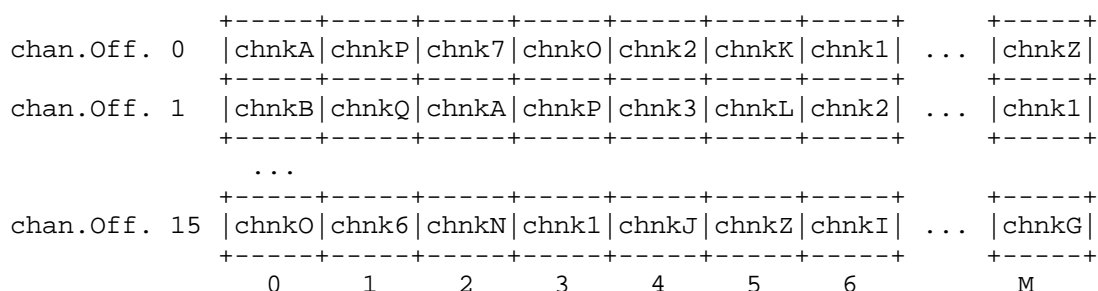 +-----+-----+-----+-----+-----+-----+-----+     +-----+
chan.Off. 0  |chnkA|chnkP|chnk7|chnkO|chnk2|chnkK|chnk1| ... |chnkZ|
             +-----+-----+-----+-----+-----+-----+-----+     +-----+
chan.Off. 1  |chnkB|chnkQ|chnkA|chnkP|chnk3|chnkL|chnk2| ... |chnk1|
             +-----+-----+-----+-----+-----+-----+-----+     +-----+
               ...
             +-----+-----+-----+-----+-----+-----+-----+     +-----+
chan.Off. 15 |chnkO|chnk6|chnkN|chnk1|chnkJ|chnkZ|chnkI| ... |chnkG|
             +-----+-----+-----+-----+-----+-----+-----+     +-----+
                0     1     2     3     4     5     6          M